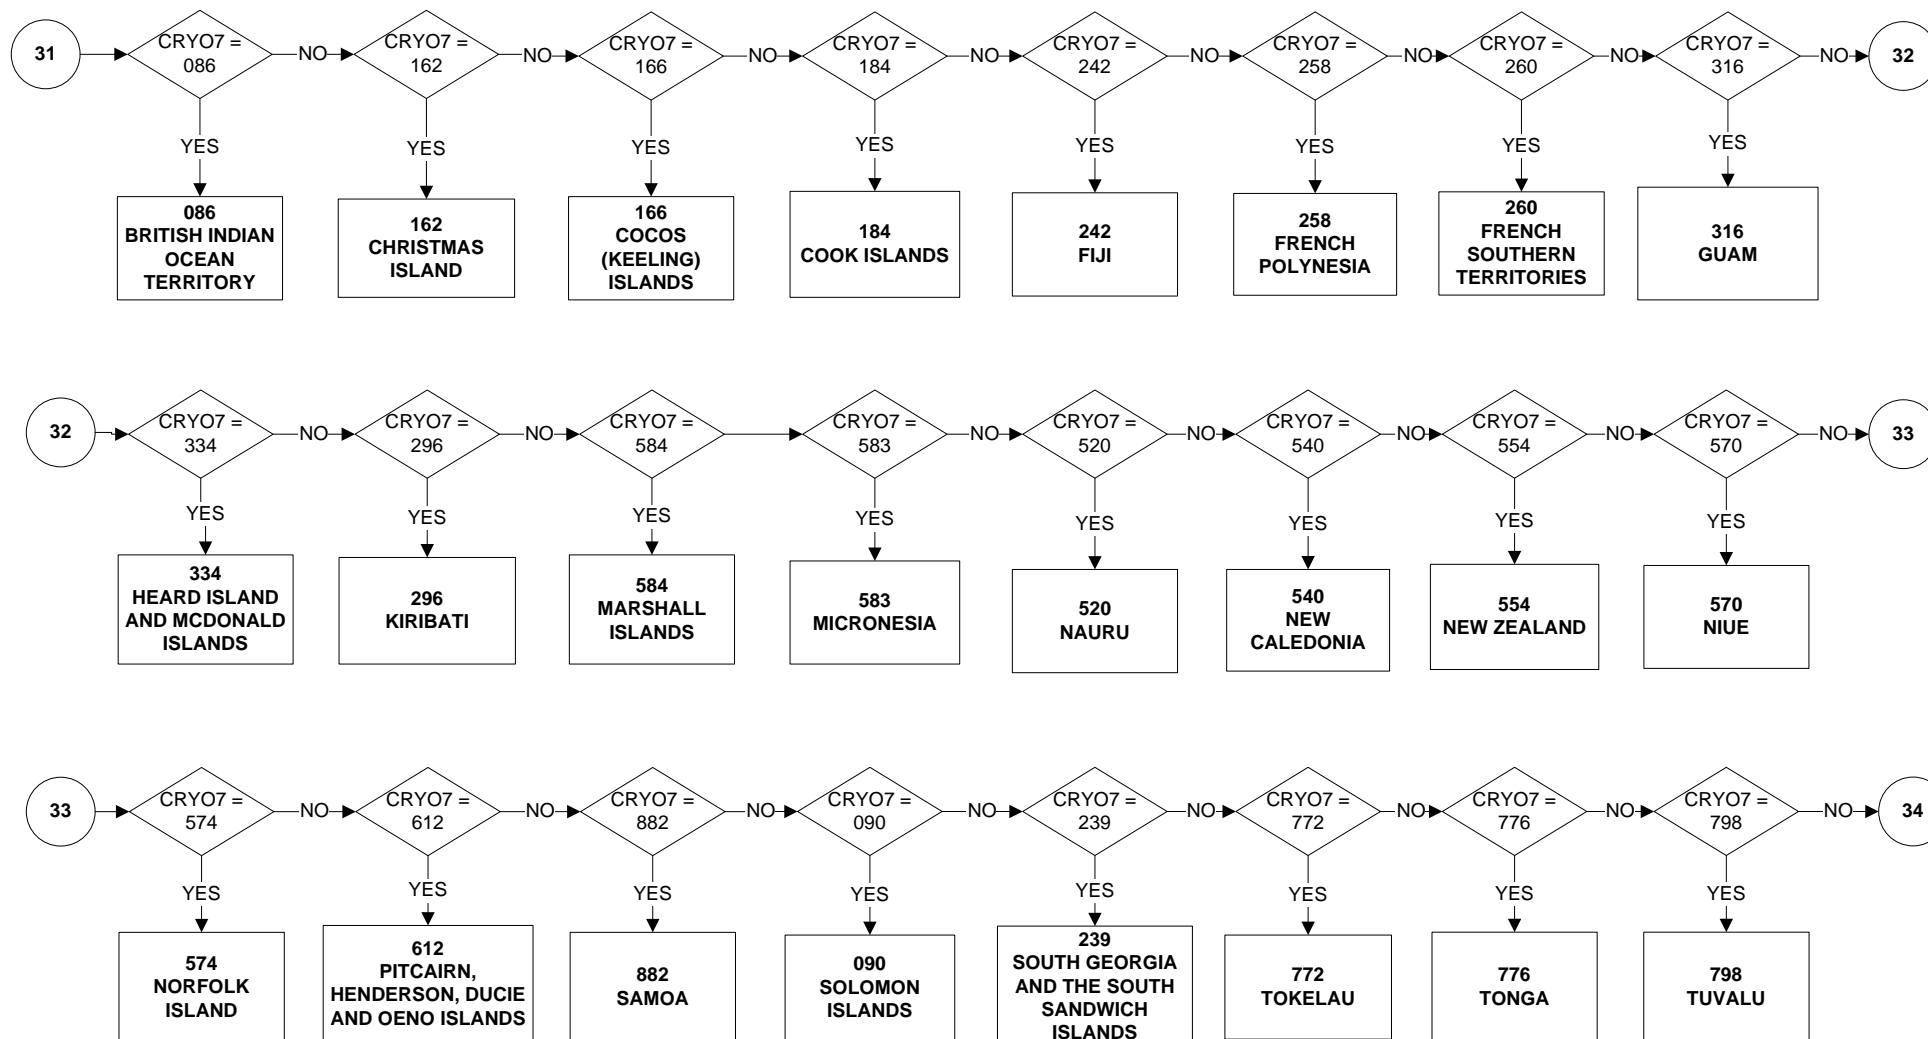 31
CRYO7 =
086
NO
CRYO7 =
162
NO
CRYO7 =
166
NO
CRYO7 =
184
NO
CRYO7 =
242
NO
CRYO7 =
258
NO
CRYO7 =
260
NO
CRYO7 =
316
NO
32
YES
YES
YES
YES
YES
YES
YES
YES
086
BRITISH INDIAN
OCEAN
TERRITORY
162
CHRISTMAS
ISLAND
166
COCOS
(KEELING)
ISLANDS
184
COOK ISLANDS
242
FIJI
258
FRENCH
POLYNESIA
260
FRENCH
SOUTHERN
TERRITORIES
316
GUAM
32
CRYO7 =
334
NO
CRYO7 =
296
NO
CRYO7 =
584
CRYO7 =
583
NO
CRYO7 =
520
NO
CRYO7 =
540
NO
CRYO7 =
554
NO
CRYO7 =
570
NO
33
YES
YES
YES
YES
YES
YES
YES
YES
334
HEARD ISLAND
AND MCDONALD
ISLANDS
296
KIRIBATI
584
MARSHALL
ISLANDS
583
MICRONESIA
520
NAURU
540
NEW
CALEDONIA
554
NEW ZEALAND
570
NIUE
33
CRYO7 =
574
NO
CRYO7 =
612
NO
CRYO7 =
882
NO
CRYO7 =
090
NO
CRYO7 =
239
NO
CRYO7 =
772
NO
CRYO7 =
776
NO
CRYO7 =
798
NO
34
YES
YES
YES
YES
YES
YES
YES
YES
574
NORFOLK
ISLAND
612
PITCAIRN,
HENDERSON, DUCIE
AND OENO ISLANDS
882
SAMOA
090
SOLOMON
ISLANDS
239
SOUTH GEORGIA
AND THE SOUTH
SANDWICH
ISLANDS
772
TOKELAU
776
TONGA
798
TUVALU